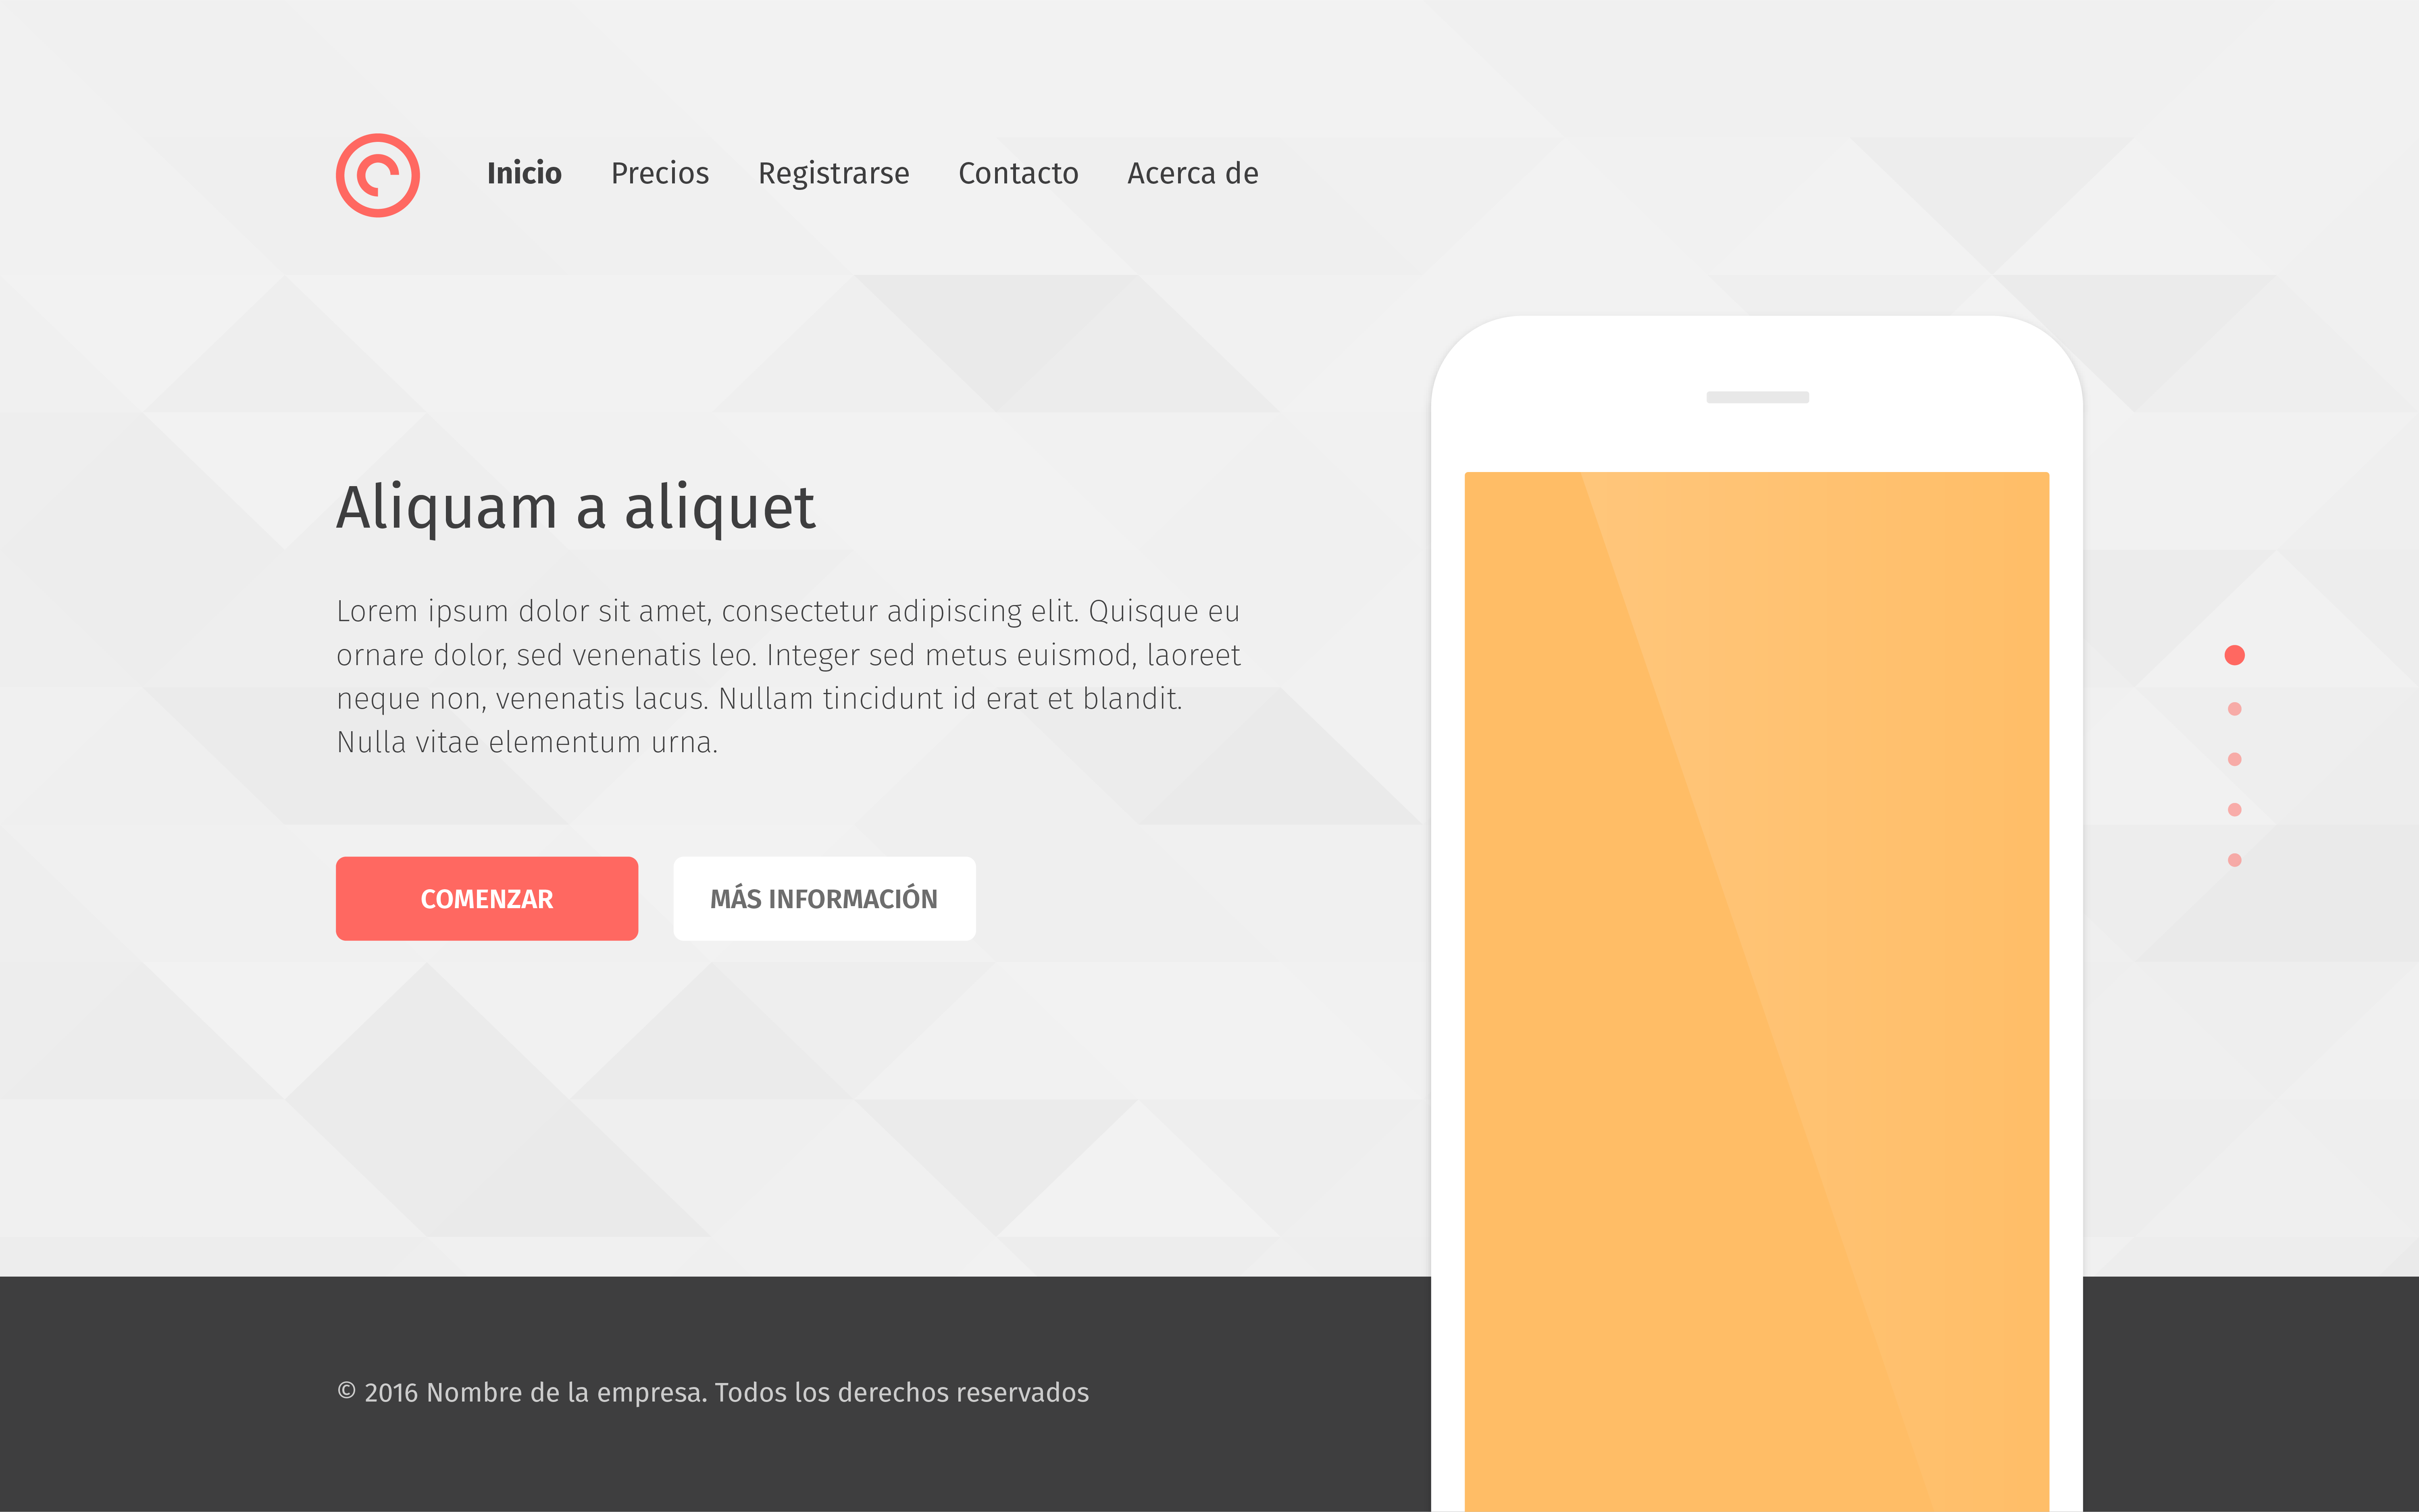 Inicio Precios Registrarse Contacto Acerca de
Aliquam a aliquet
Lorem ipsum dolor sit amet, consectetur adipiscing elit. Quisque eu
ornare dolor, sed venenatis leo. Integer sed metus euismod, laoreet
neque non, venenatis lacus. Nullam tincidunt id erat et blandit.
Nulla vitae elementum urna.
COMENZAR MÁS INFORMACIÓN
© 2016 Nombre de la empresa. Todos los derechos reservados